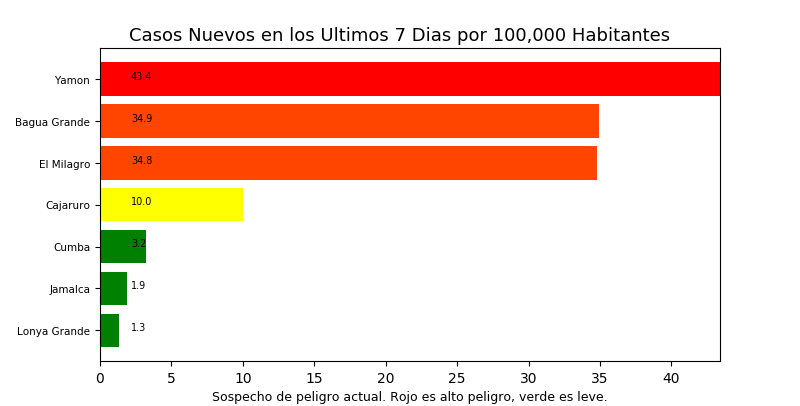 Casos Nuevos en los Ultimos 7 Dias por 100,000 Habitantes
Yamon 43.4
Bagua Grande 34.9
El Milagro 34.8
Cajaruro 10.0
Cumba 3.2
Jamalca 1.9
Lonya Grande 1.3
0 5 10 15 20 25 30 35 40
Sospecho de peligro actual. Rojo es alto peligro, verde es leve.